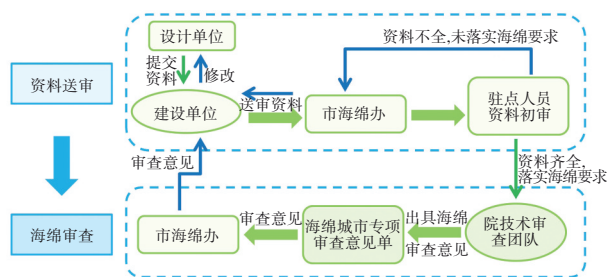 设计单位
资料不全,未落实海绵要求
提交
资料
修改
资料送审
建设单位
送审资料
市海绵办
驻点人员
资料初审
审查意见
资料齐全,
落实海绵要求
海绵审查
市海绵办
审查意见
海绵城市专项
审查意见单
出具海绵
审查意见
院技术审
查团队